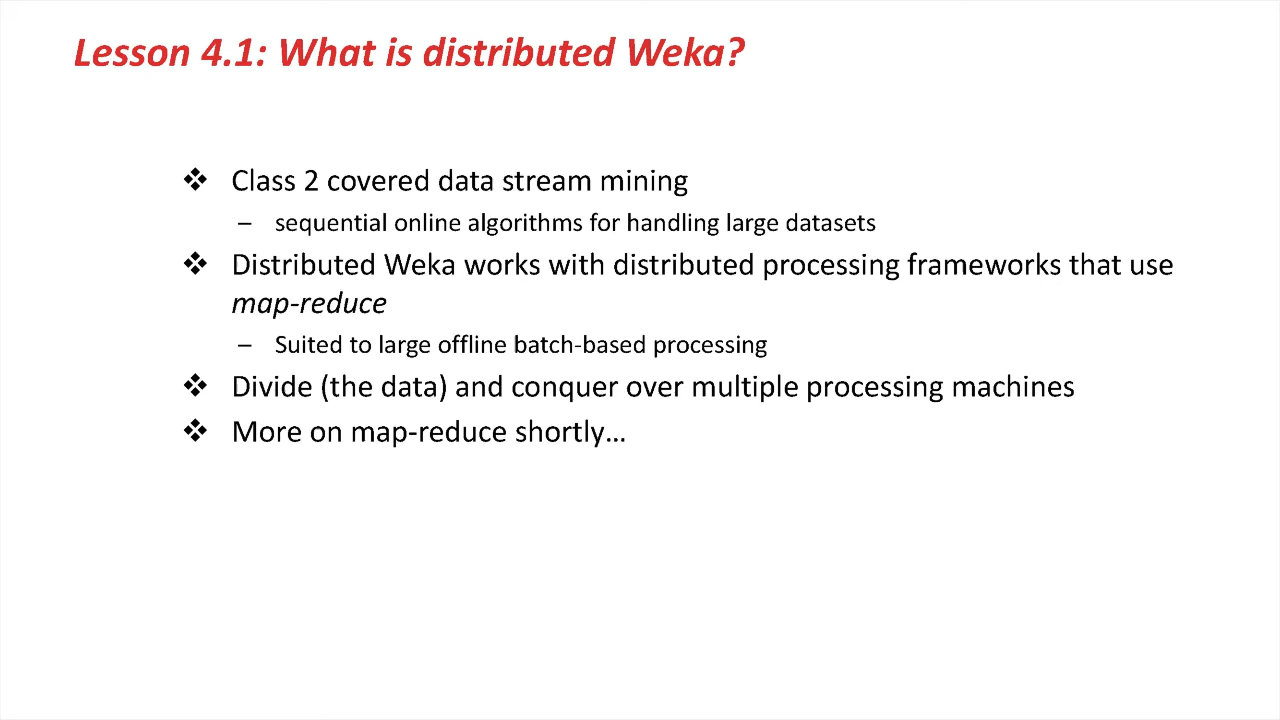 Lesson 4.1: What is distributed Weka?
❖ Class 2 covered data stream mining
– sequential online algorithms for handling large datasets
❖ Distributed Weka works with distributed processing frameworks that use
map-reduce
– Suited to large offline batch-based processing
❖ Divide (the data) and conquer over multiple processing machines
❖ More on map-reduce shortly…